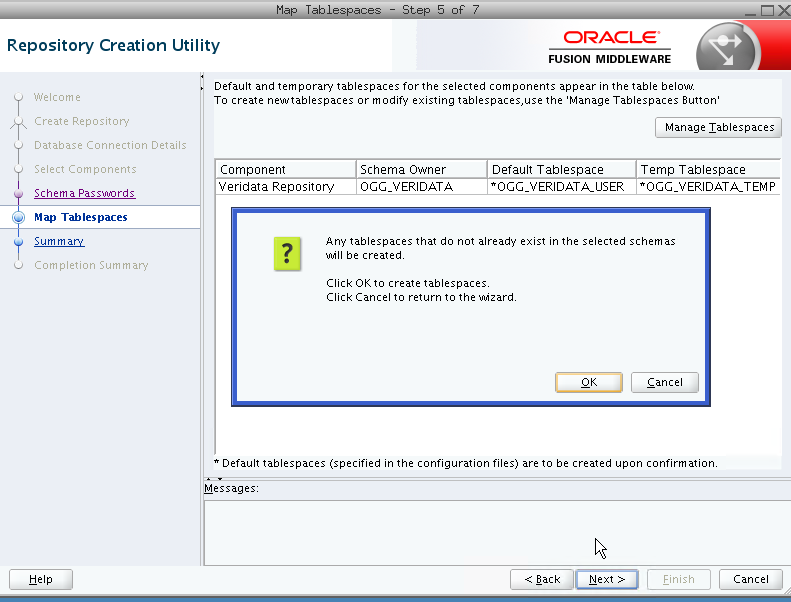 Map Tablespaces - Step 5 of 7
Repository Creation Utility
ORACLE
FUSION MIDDLEWARE
Welcome
Create Repository
Database Connection Details
Select Components
Schema Passwords
Map Tablespaces
Summary
Completion Summary
Default and temporary tablespaces for the selected components appear in the table below.
To create new tablespaces or modify existing tablespaces,use the 'Manage Tablespaces Button'
Manage Tablespaces
Component Schema Owner Default Tablespace Temp Tablespace
Veridata Repository OGG_VERIDATA *OGG_VERIDATA_USER *OGG_VERIDATA_TEMP
?
Any tablespaces that do not already exist in the selected schemas
will be created.
Click OK to create tablespaces.
Click Cancel to return to the wizard.
OK Cancel
* Default tablespaces (specified in the configuration files) are to be created upon confirmation.
Messages:
Help < Back Next > Finish Cancel